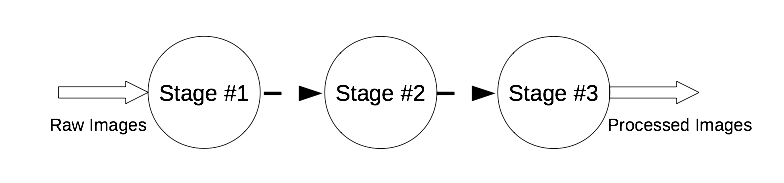 Stage #1
Stage #2
Stage #3
Raw Images
Processed Images